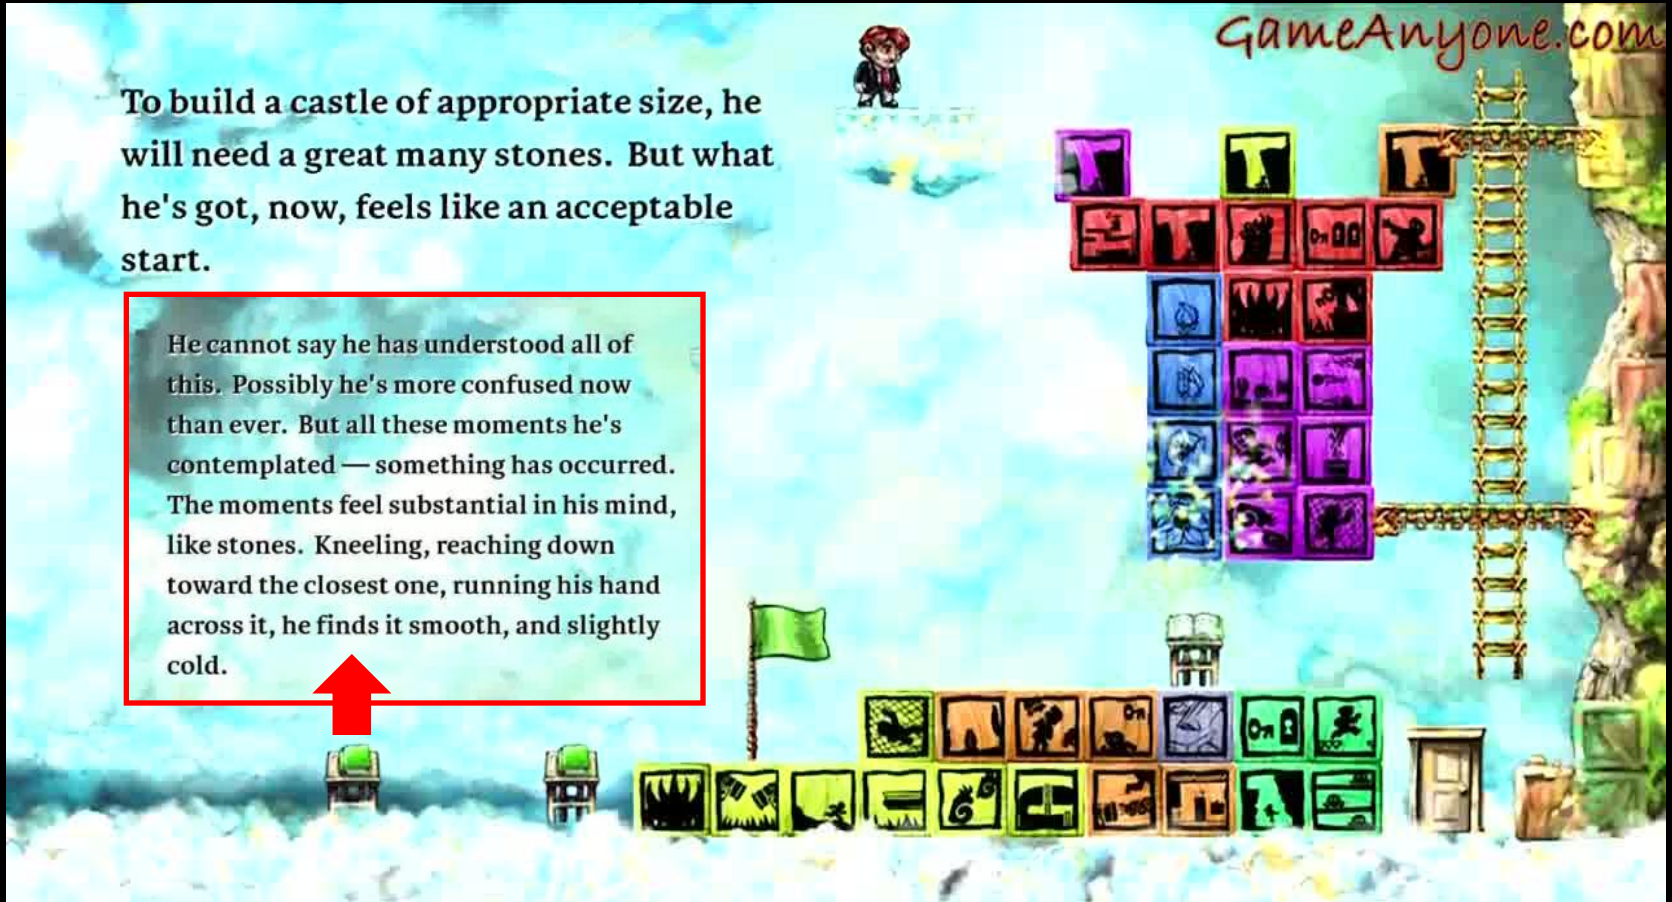 GameAnyone.com
To build a castle of appropriate size, he
will need a great many stones.  But what
he's got, now, feels like an acceptable
start.
He cannot say he has understood all of
this.  Possibly he's more confused now
than ever.  But all these moments he's
contemplated — something has occurred.
The moments feel substantial in his mind,
like stones.  Kneeling, reaching down
toward the closest one, running his hand
across it, he finds it smooth, and slightly
cold.